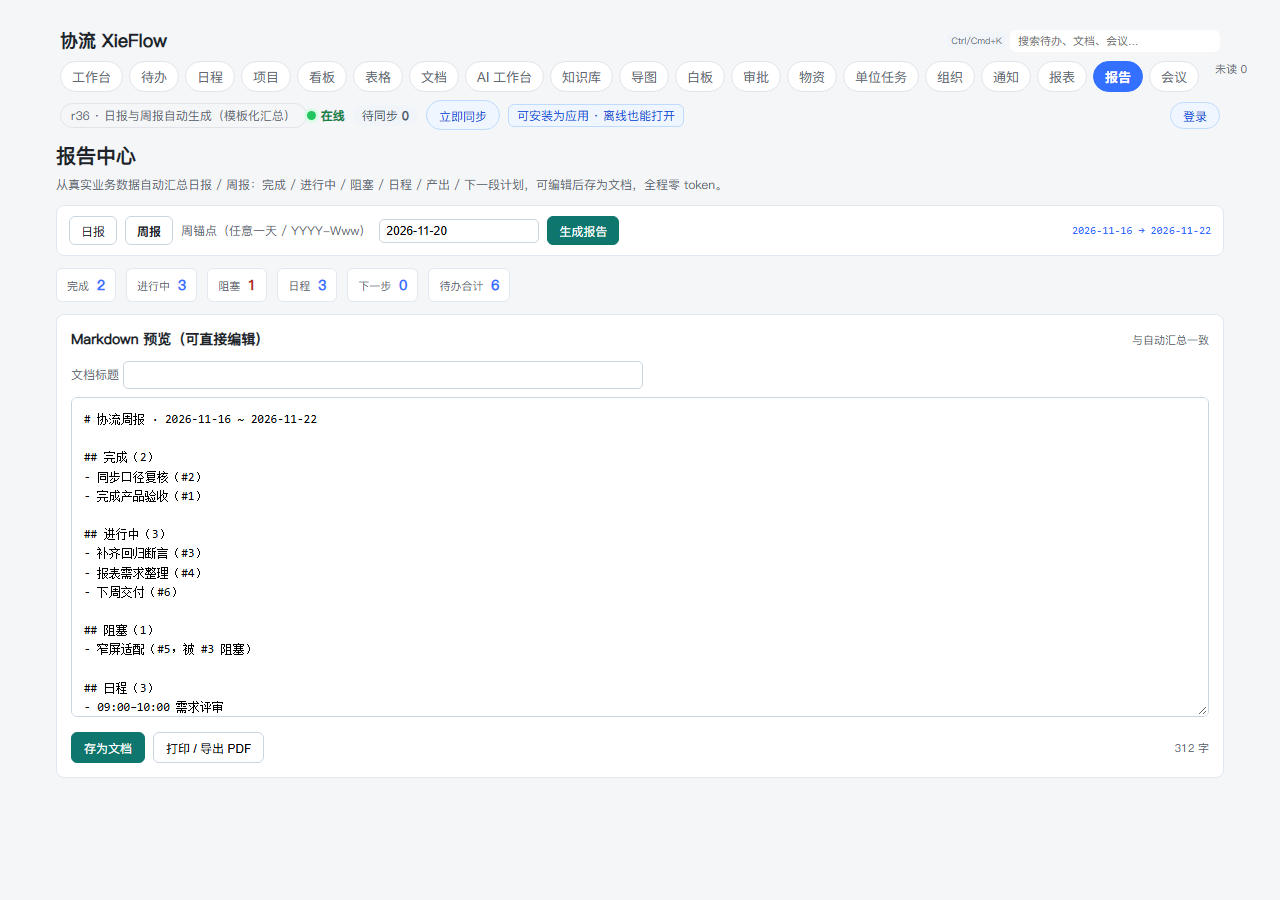 协流 XieFlow
Ctrl/Cmd+K 搜索待办、文档、会议…
工作台 待办 日程 项目 看板 表格 文档 AI 工作台 知识库 导图 白板 审批 物资 单位任务 组织 通知 报表 报告 会议 未读 0
r36 · 日报与周报自动生成（模板化汇总） 在线 待同步 0 立即同步 可安装为应用 · 离线也能打开 登录
报告中心
从真实业务数据自动汇总日报 / 周报：完成 / 进行中 / 阻塞 / 日程 / 产出 / 下一段计划，可编辑后存为文档，全程零 token。
日报 周报 周锚点（任意一天 / YYYY-Www） 2026-11-20 生成报告 2026-11-16 → 2026-11-22
完成 2 进行中 3 阻塞 1 日程 3 下一步 0 待办合计 6
Markdown 预览（可直接编辑） 与自动汇总一致
文档标题
# 协流周报 · 2026-11-16 ~ 2026-11-22
## 完成（2）
- 同步口径复核（#2）
- 完成产品验收（#1）
## 进行中（3）
- 补齐回归断言（#3）
- 报表需求整理（#4）
- 下周交付（#6）
## 阻塞（1）
- 窄屏适配（#5，被 #3 阻塞）
## 日程（3）
- 09:00-10:00 需求评审
存为文档 打印 / 导出 PDF 312 字